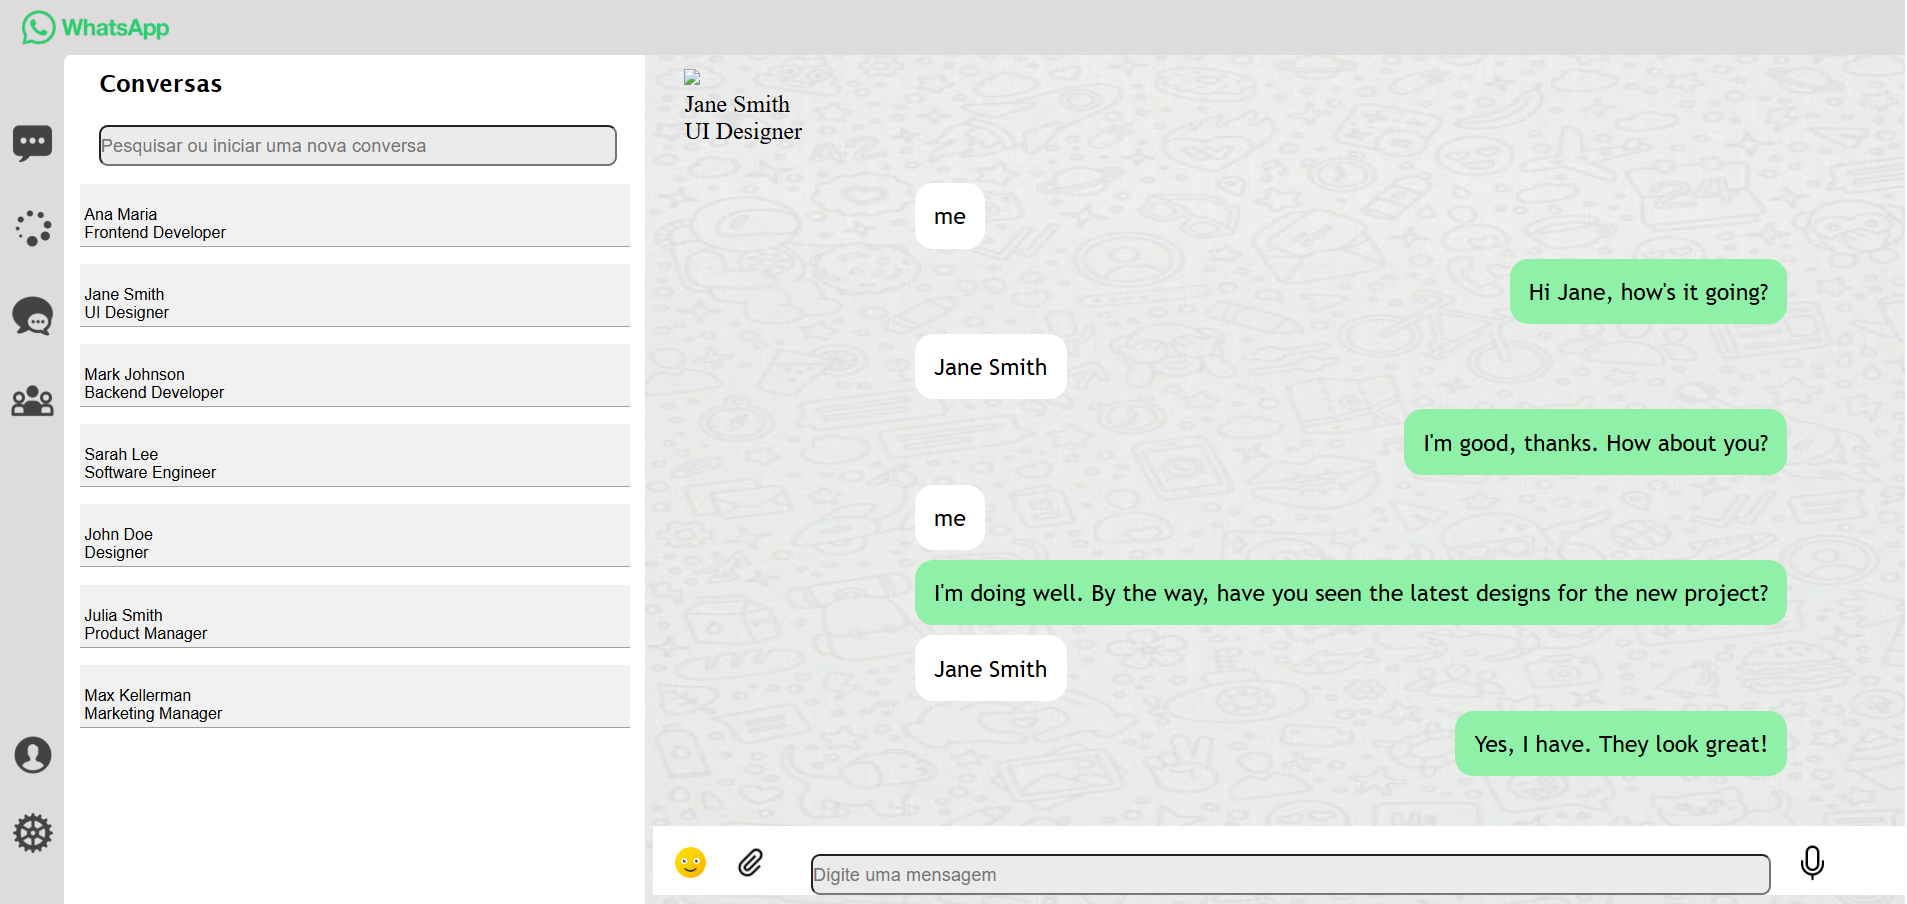 WhatsApp
Conversas
Pesquisar ou iniciar uma nova conversa
Ana Maria
Frontend Developer
Jane Smith
UI Designer
Mark Johnson
Backend Developer
Sarah Lee
Software Engineer
John Doe
Designer
Julia Smith
Product Manager
Max Kellerman
Marketing Manager
Jane Smith
UI Designer
me
Hi Jane, how's it going?
Jane Smith
I'm good, thanks. How about you?
me
I'm doing well. By the way, have you seen the latest designs for the new project?
Jane Smith
Yes, I have. They look great!
Digite uma mensagem